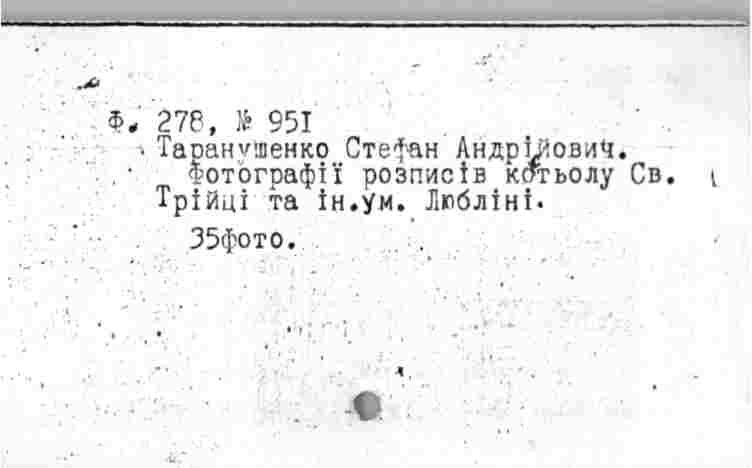 Ф. 278, № 951
Таранушенко Стефан Андрійович.
Фотографії розписів котьолу Св.
Трійці та ін.ум. Любліні.
35фото.